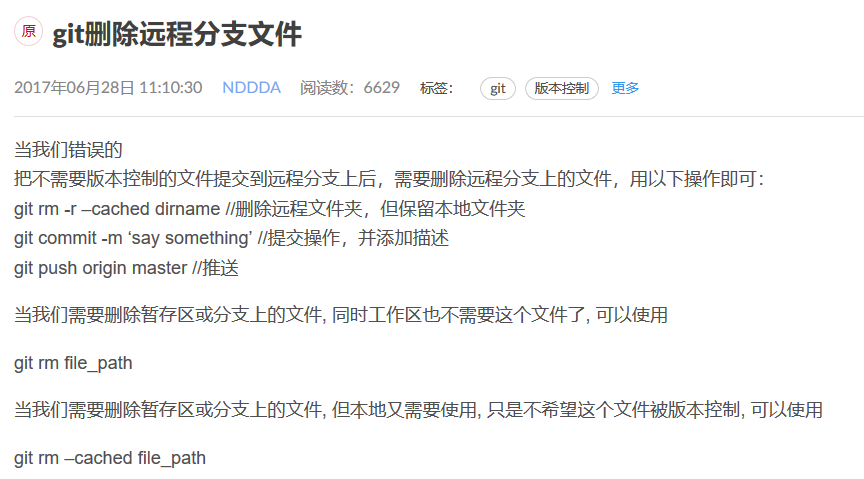 原 git删除远程分支文件
2017年06月28日 11:10:30 NDDDA 阅读数：6629 标签： git 版本控制 更多
当我们错误的
把不需要版本控制的文件提交到远程分支上后，需要删除远程分支上的文件，用以下操作即可：
git rm -r –cached dirname //删除远程文件夹，但保留本地文件夹
git commit -m ‘say something’ //提交操作，并添加描述
git push origin master //推送
当我们需要删除暂存区或分支上的文件, 同时工作区也不需要这个文件了, 可以使用
git rm file_path
当我们需要删除暂存区或分支上的文件, 但本地又需要使用, 只是不希望这个文件被版本控制, 可以使用
git rm –cached file_path